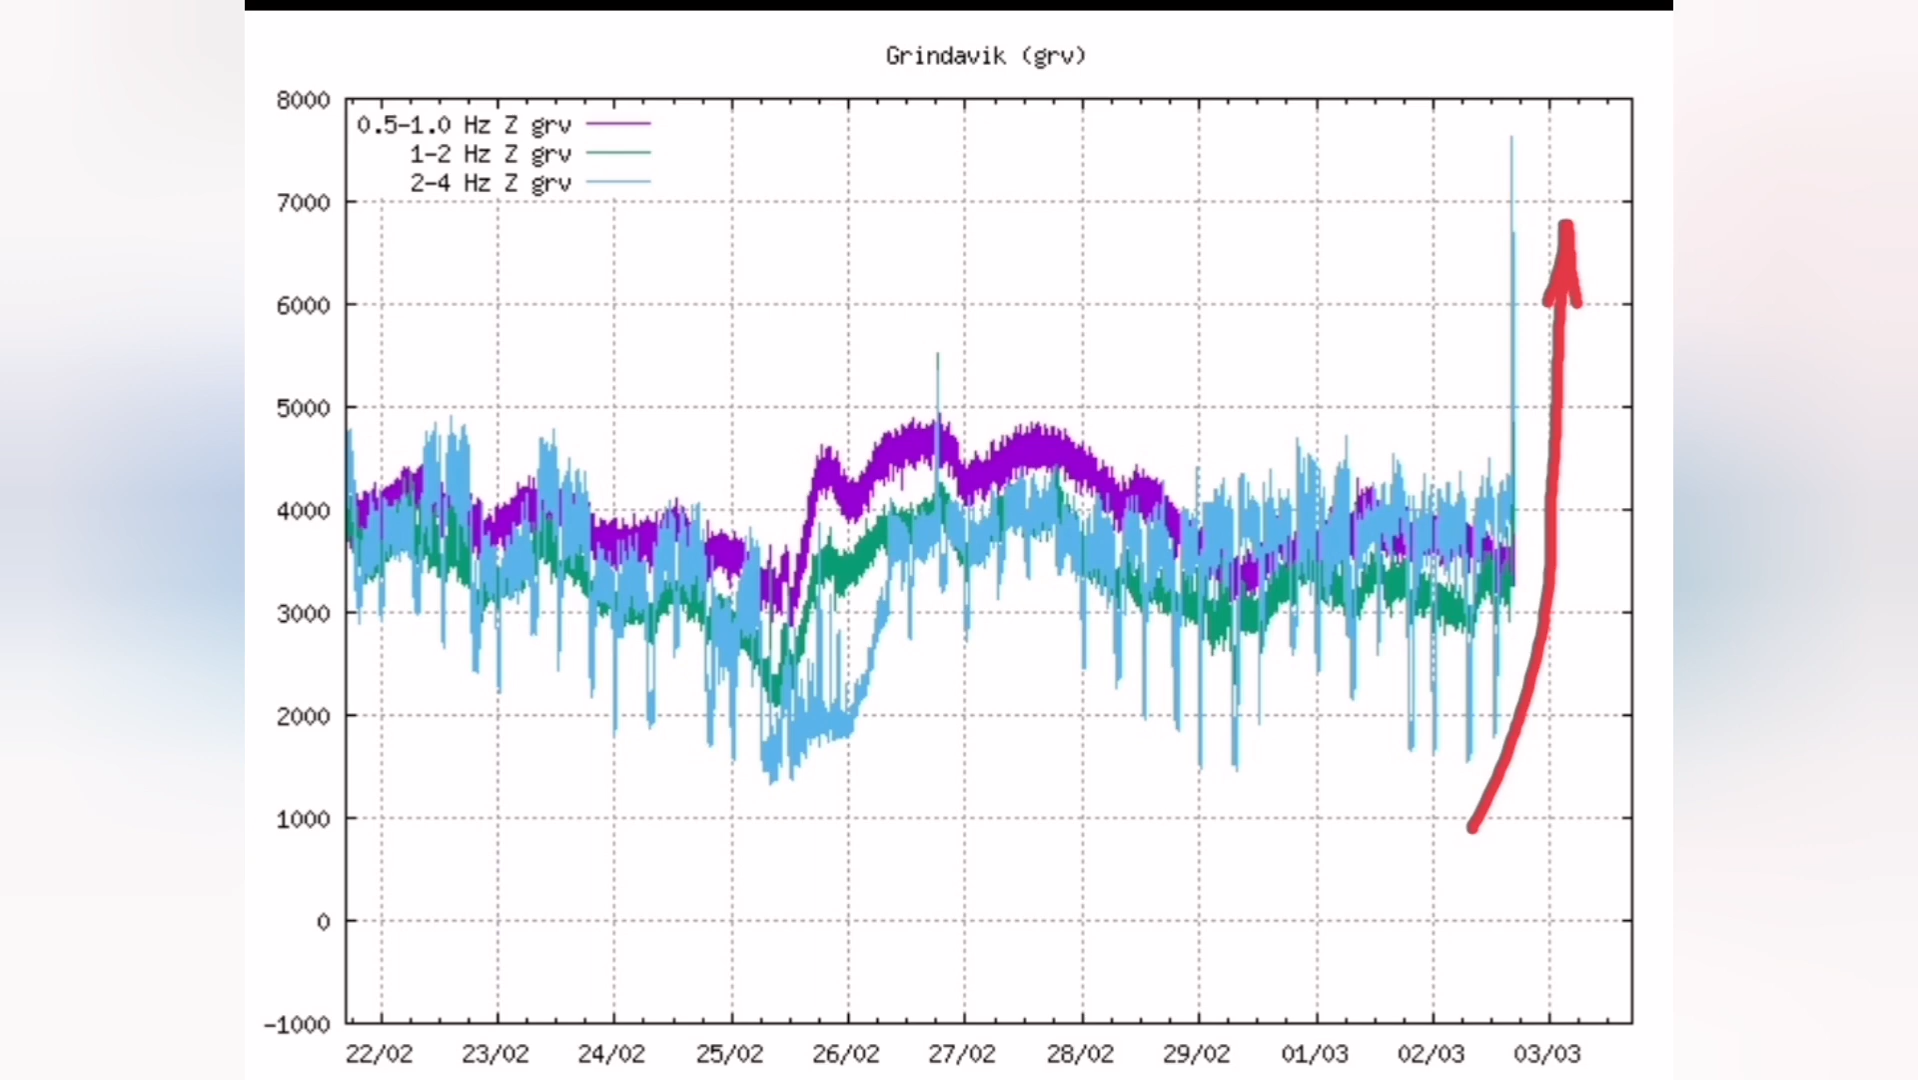 Grindavik (grv)
8000
0.5-1.0 Hz Z grv
1-2 Hz Z grv
2-4 Hz Z grv
7000
6000
5000
4000
3000
2000
1000
0
-1000
22/02 23/02 24/02 25/02 26/02 27/02 28/02 29/02 01/03 02/03 03/03